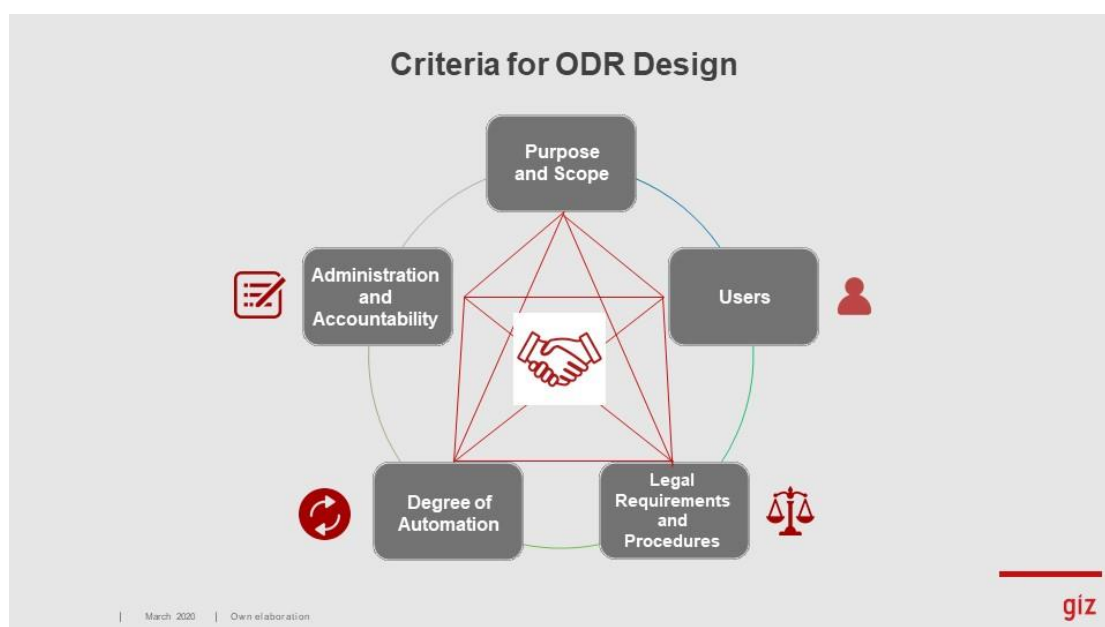 Criteria for ODR Design
Purpose
and Scope
Administration
and
Accountability
Users
Degree of
Automation
Legal
Requirements
and
Procedures
| March 2020 | Own elaboration
giz